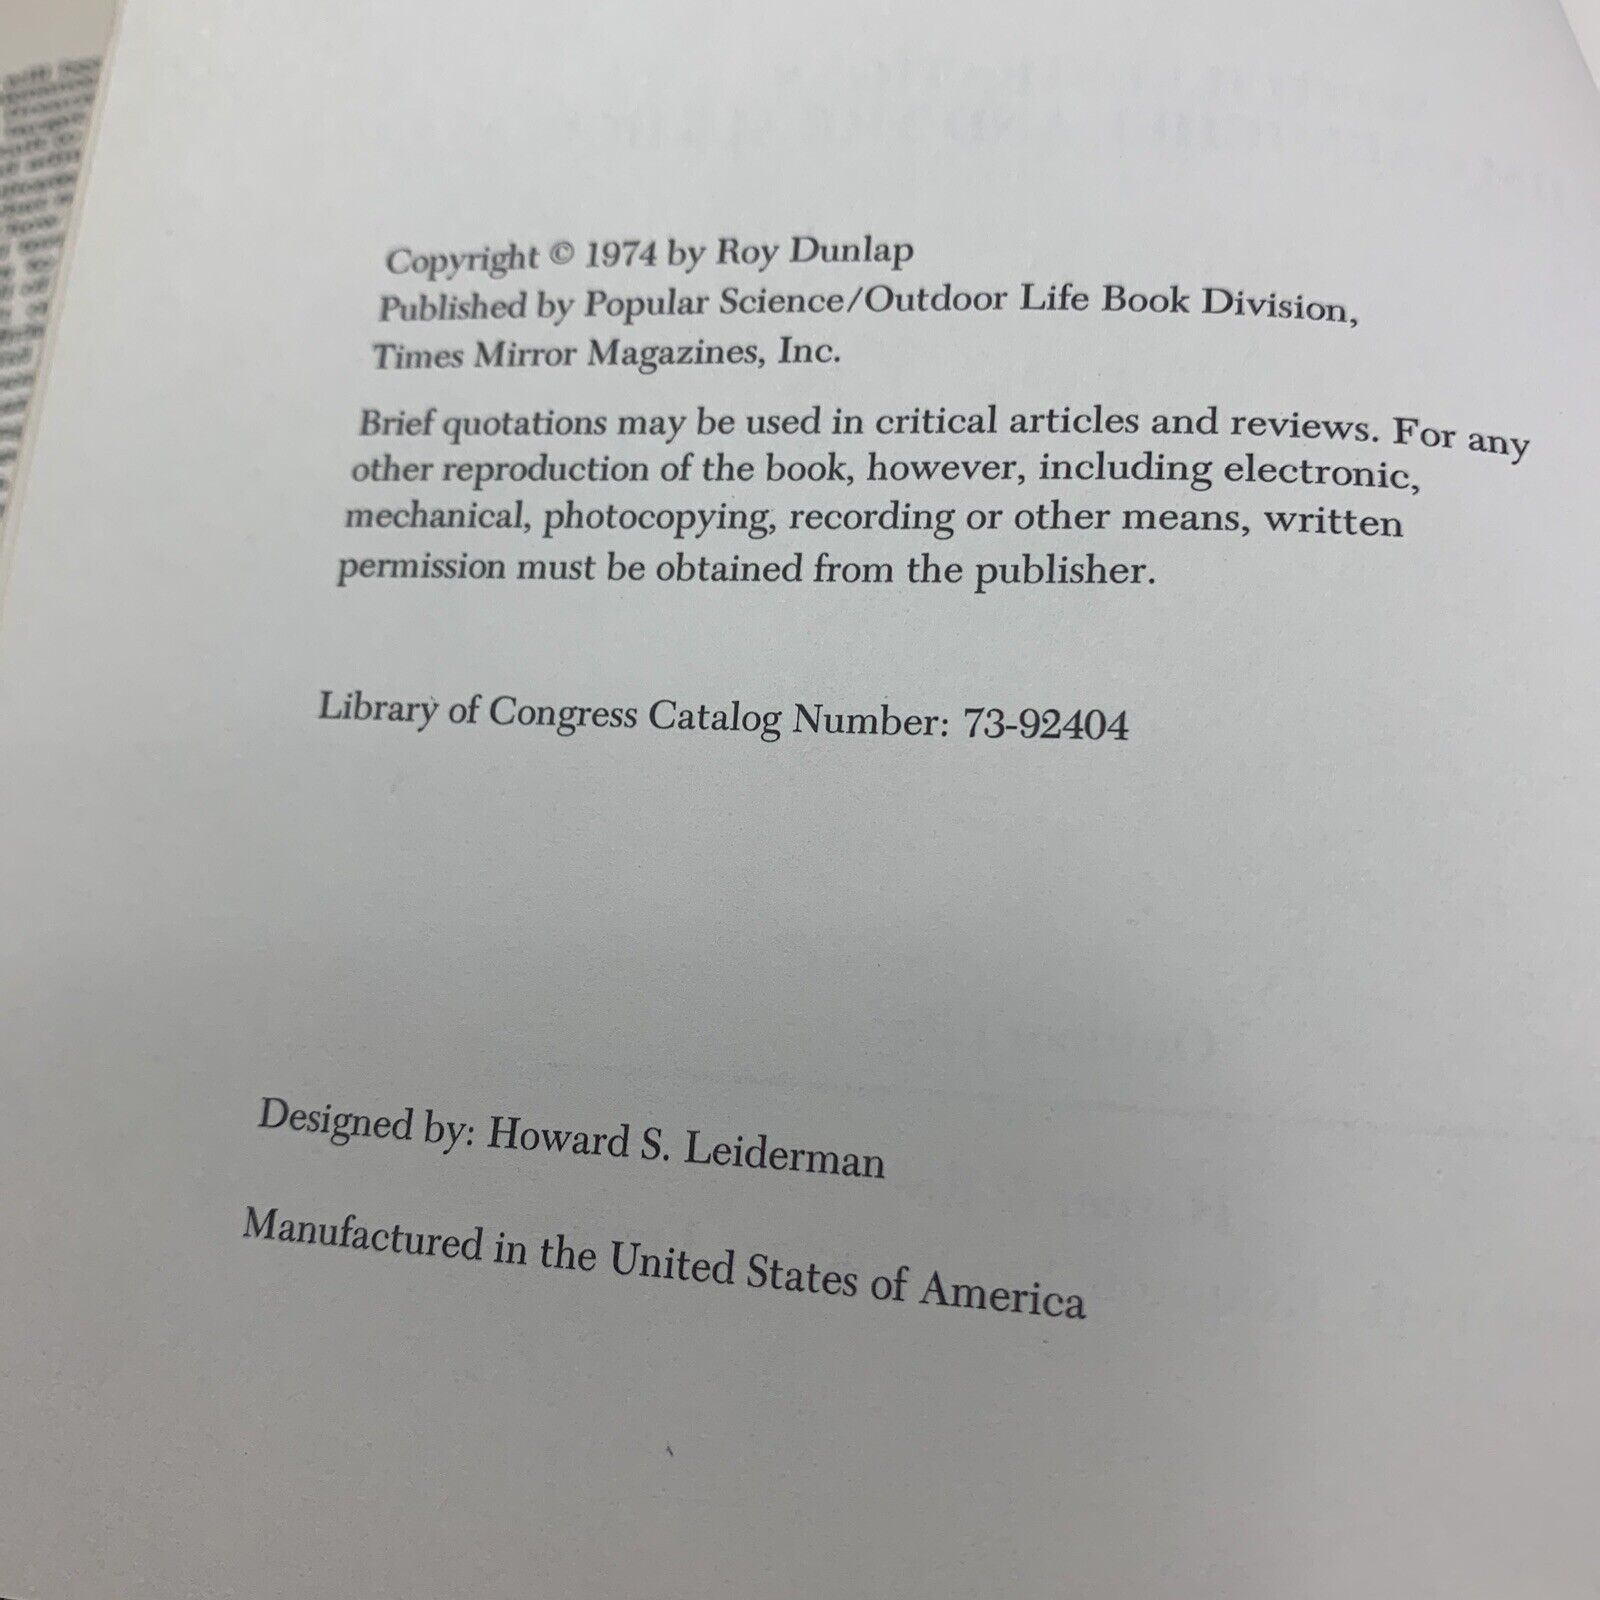 Copyright © 1974 by Roy Dunlap
Published by Popular Science/Outdoor Life Book Division,
Times Mirror Magazines, Inc.
Brief quotations may be used in critical articles and reviews. For any
other reproduction of the book, however, including electronic,
mechanical, photocopying, recording or other means, written
permission must be obtained from the publisher.
Library of Congress Catalog Number: 73-92404
Designed by: Howard S. Leiderman
Manufactured in the United States of America